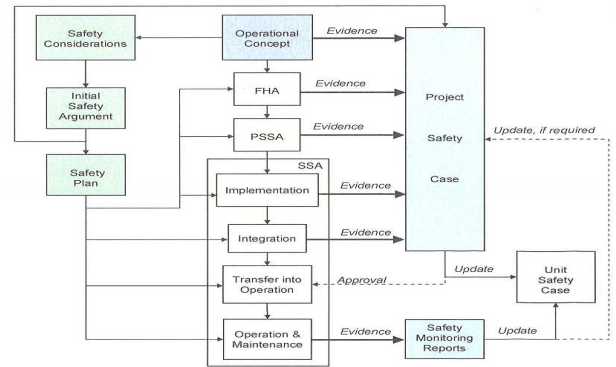 Safety
Considerations
Operational
Concept
Evidence
Initial
Safety
Argument
FHA
Evidence
Project
Safety
Case
PSSA
Evidence
Update, if required
Safety
Plan
SSA
Implementation
Evidence
Integration
Evidence
Transfer into
Operation
Approval
Update
Unit
Safety
Case
Operation &
Maintenance
Evidence
Safety
Monitoring
Reports
Update